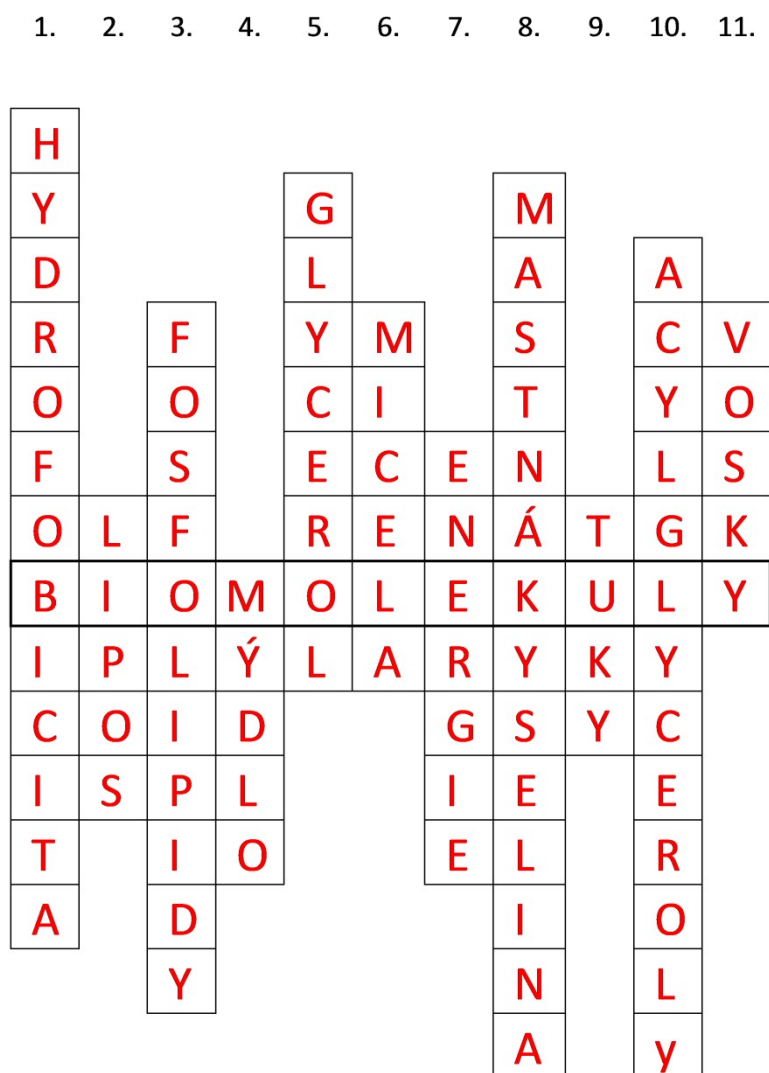 1. 2. 3. 4. 5. 6. 7. 8. 9. 10. 11.
H
Y G M
D L A A
R F Y M S C V
O O C I T Y O
F S E C E N L S
O L F R E N Á T G K
B I O M O L E K U L Y
I P L Ý L A R Y K Y
C O I D G S Y C
I S P L I E E
T I O E L R
A D I O
Y N L
A y